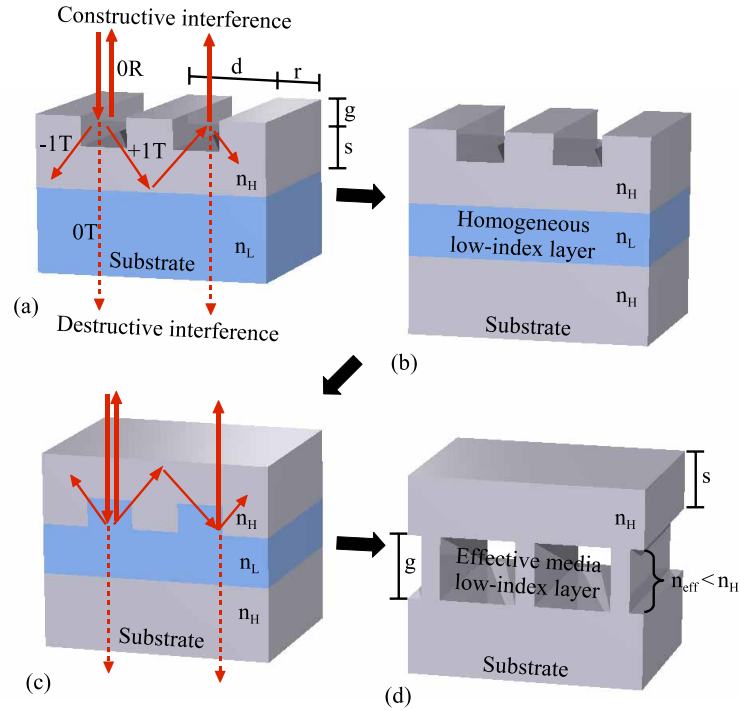 Constructive interference
0R
d
r
g
s
-1T
+1T
n_H
0T
n_L
Substrate
(a)
Destructive interference
n_H
Homogeneous
low-index layer
n_L
n_H
Substrate
(b)
n_H
n_L
n_H
Substrate
(c)
s
n_H
g
Effective media
low-index layer
n_eff < n_H
Substrate
(d)